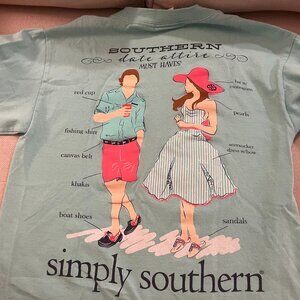 SOUTHERN
date attire
MUST HAVES
red cup
fishing shirt
canvas belt
khakis
boat shoes
pearls
seersucker
dress w/bow
sandals
simply southern®